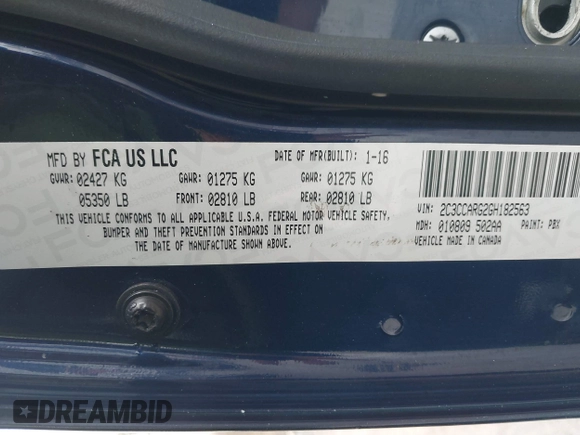 MFD BY FCA US LLC
DATE OF MFR(BUILT): 1-16
GVWR: 02427 KG
GAWR: 01275 KG
GAWR: 01275 KG
05350 LB
FRONT: 02810 LB
REAR: 02810 LB
THIS VEHICLE CONFORMS TO ALL APPLICABLE U.S.A. FEDERAL MOTOR VEHICLE SAFETY,
BUMPER AND THEFT PREVENTION STANDARDS IN EFFECT ON
THE DATE OF MANUFACTURE SHOWN ABOVE.
VIN: 2C3CCARG2GH182563
MDH: 010809 502AA
PAINT: PBX
VEHICLE MADE IN CANADA
DREAMBID